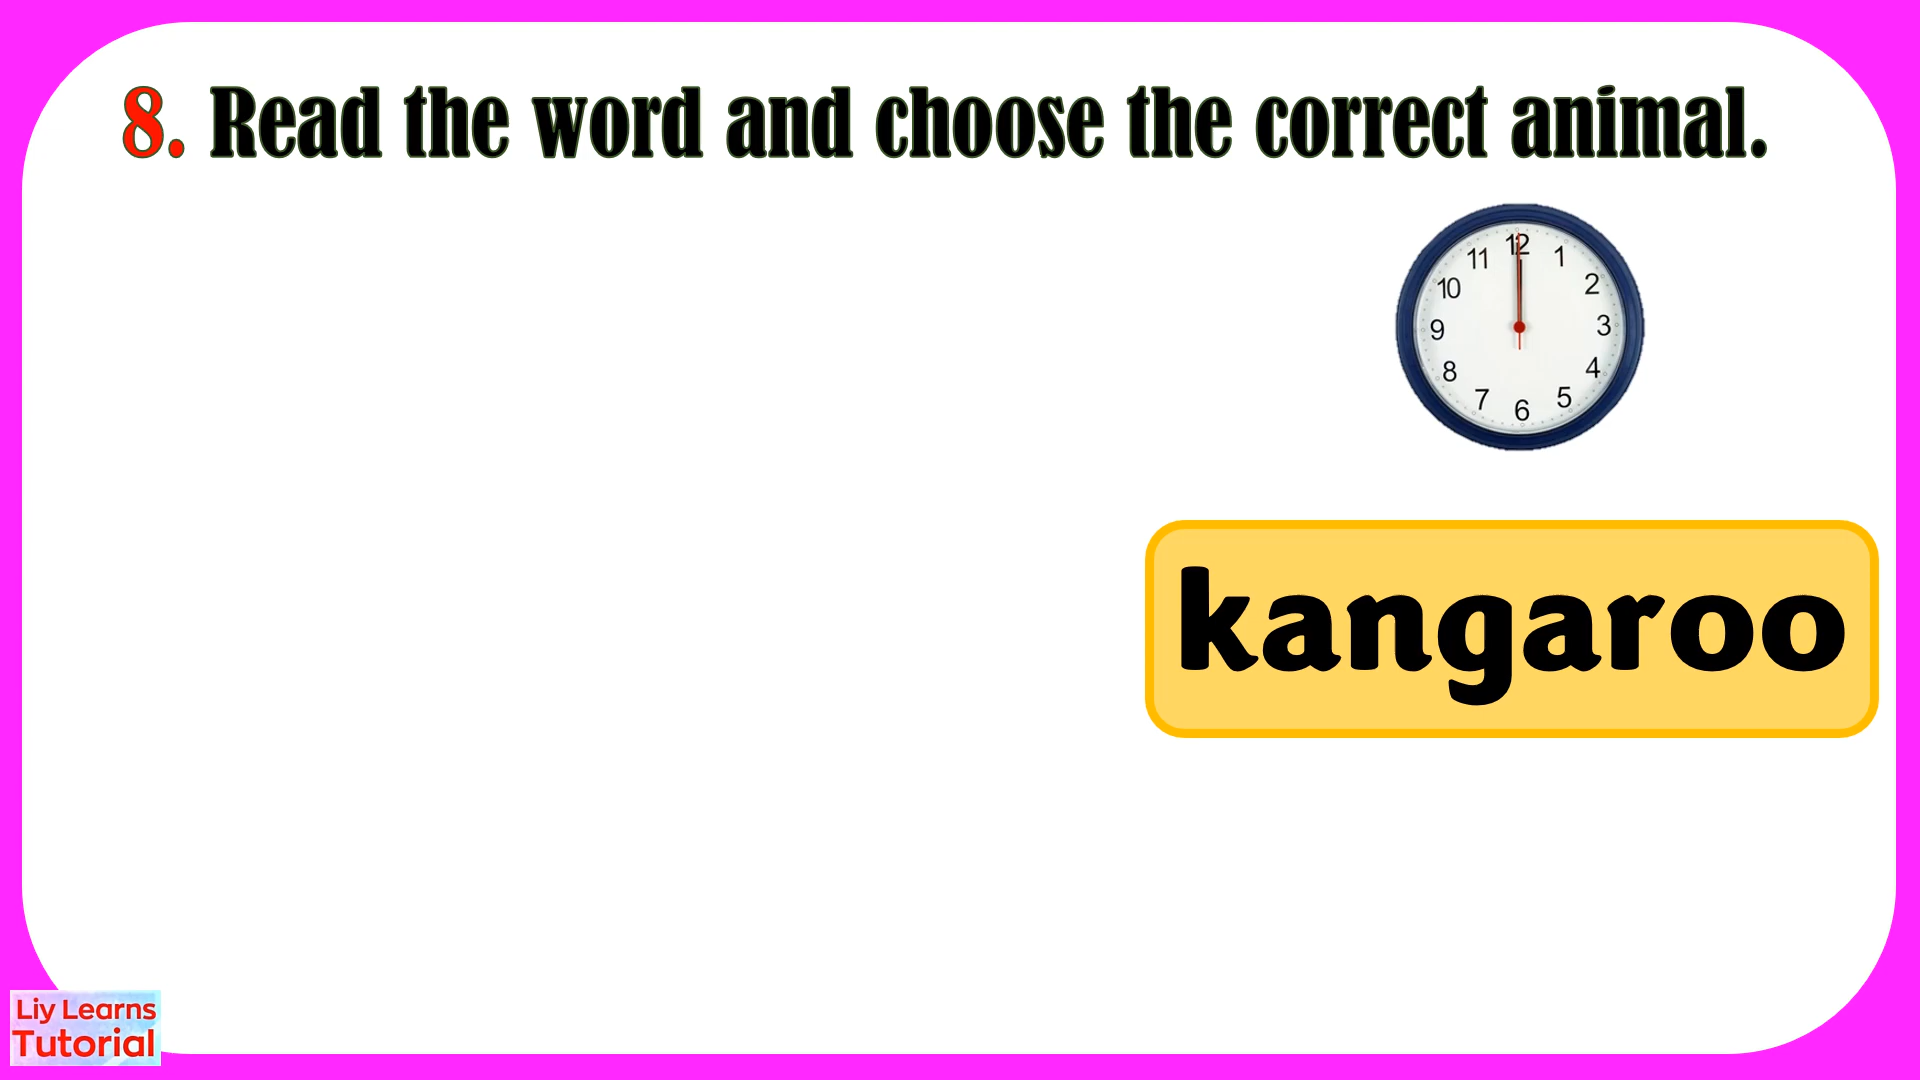 8. Read the word and choose the correct animal.
12
11 1
10 2
9 3
8 4
7 5
6
kangaroo
Liy Learns
Tutorial